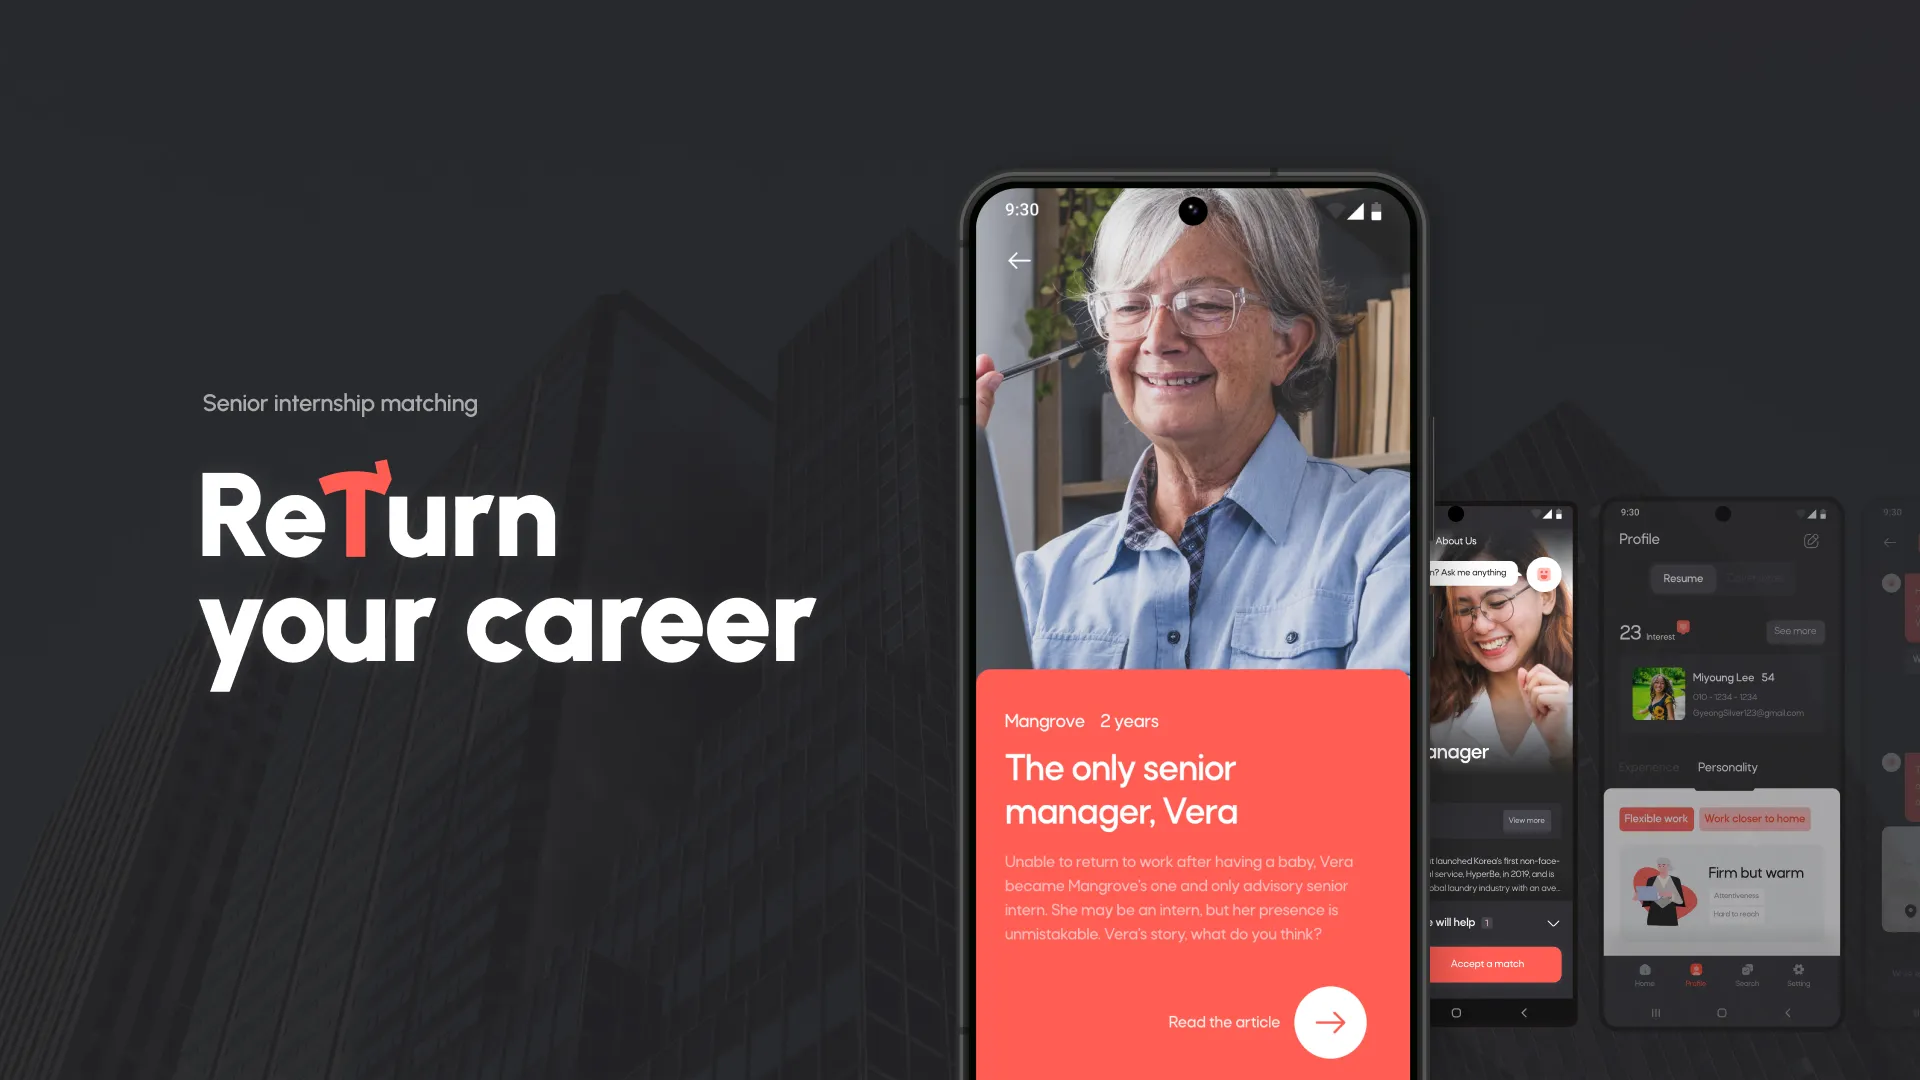 Senior internship matching
ReTurn
your career
9:30
Mangrove 2 years
The only senior
manager, Vera
Unable to return to work after having a baby, Vera
became Mangrove's one and only advisory senior
intern. She may be an intern, but her presence is
unmistakable. Vera's story, what do you think?
Read the article
About Us
n? Ask me anything
anager
View more
it launched Korea's first non-face-
l service, HyperBe, in 2019, and is
obal laundry industry with an ave...
e will help 1
Accept a match
9:30
Profile
Resume
23 Interest
See more
Miyoung Lee 54
010 - 1234 - 1234
GyeongSilver123@gmail.com
Experience Personality
Flexible work Work closer to home
Firm but warm
Attentiveness
Hard to reach
Home Profile Search Setting
9:30